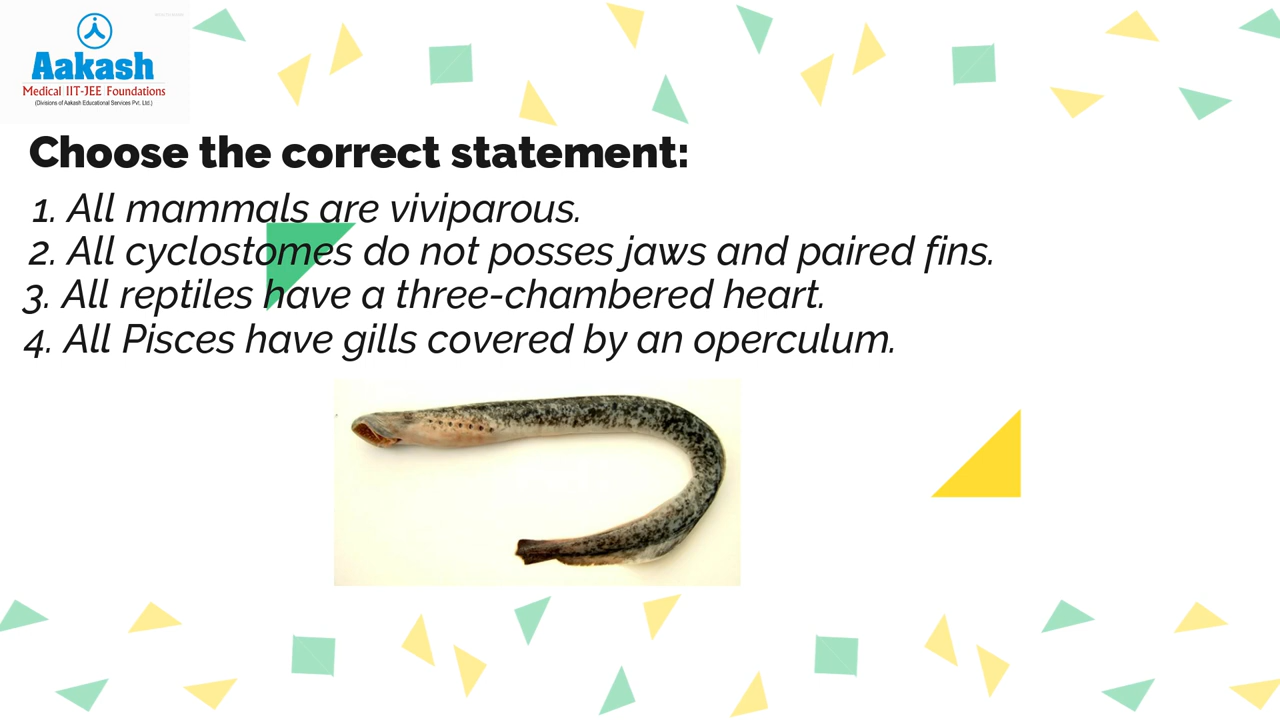 Aakash
Medical IIT-JEE Foundations
(Divisions of Aakash Educational Services Pvt. Ltd.)
Choose the correct statement:
1. All mammals are viviparous.
2. All cyclostomes do not posses jaws and paired fins.
3. All reptiles have a three-chambered heart.
4. All Pisces have gills covered by an operculum.